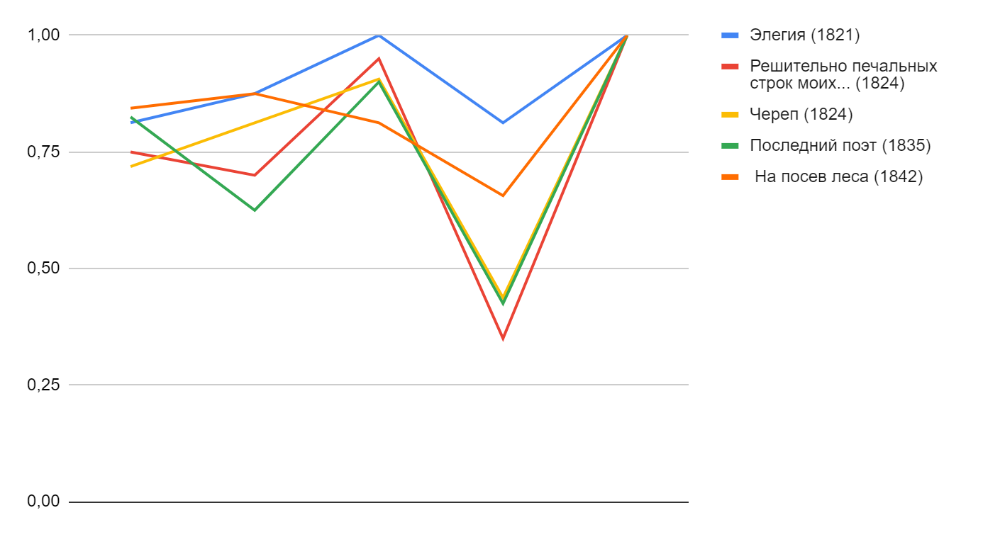 1,00
0,75
0,50
0,25
0,00
Элегия (1821)
Решительно печальных
строк моих... (1824)
Череп (1824)
Последний поэт (1835)
На посев леса (1842)